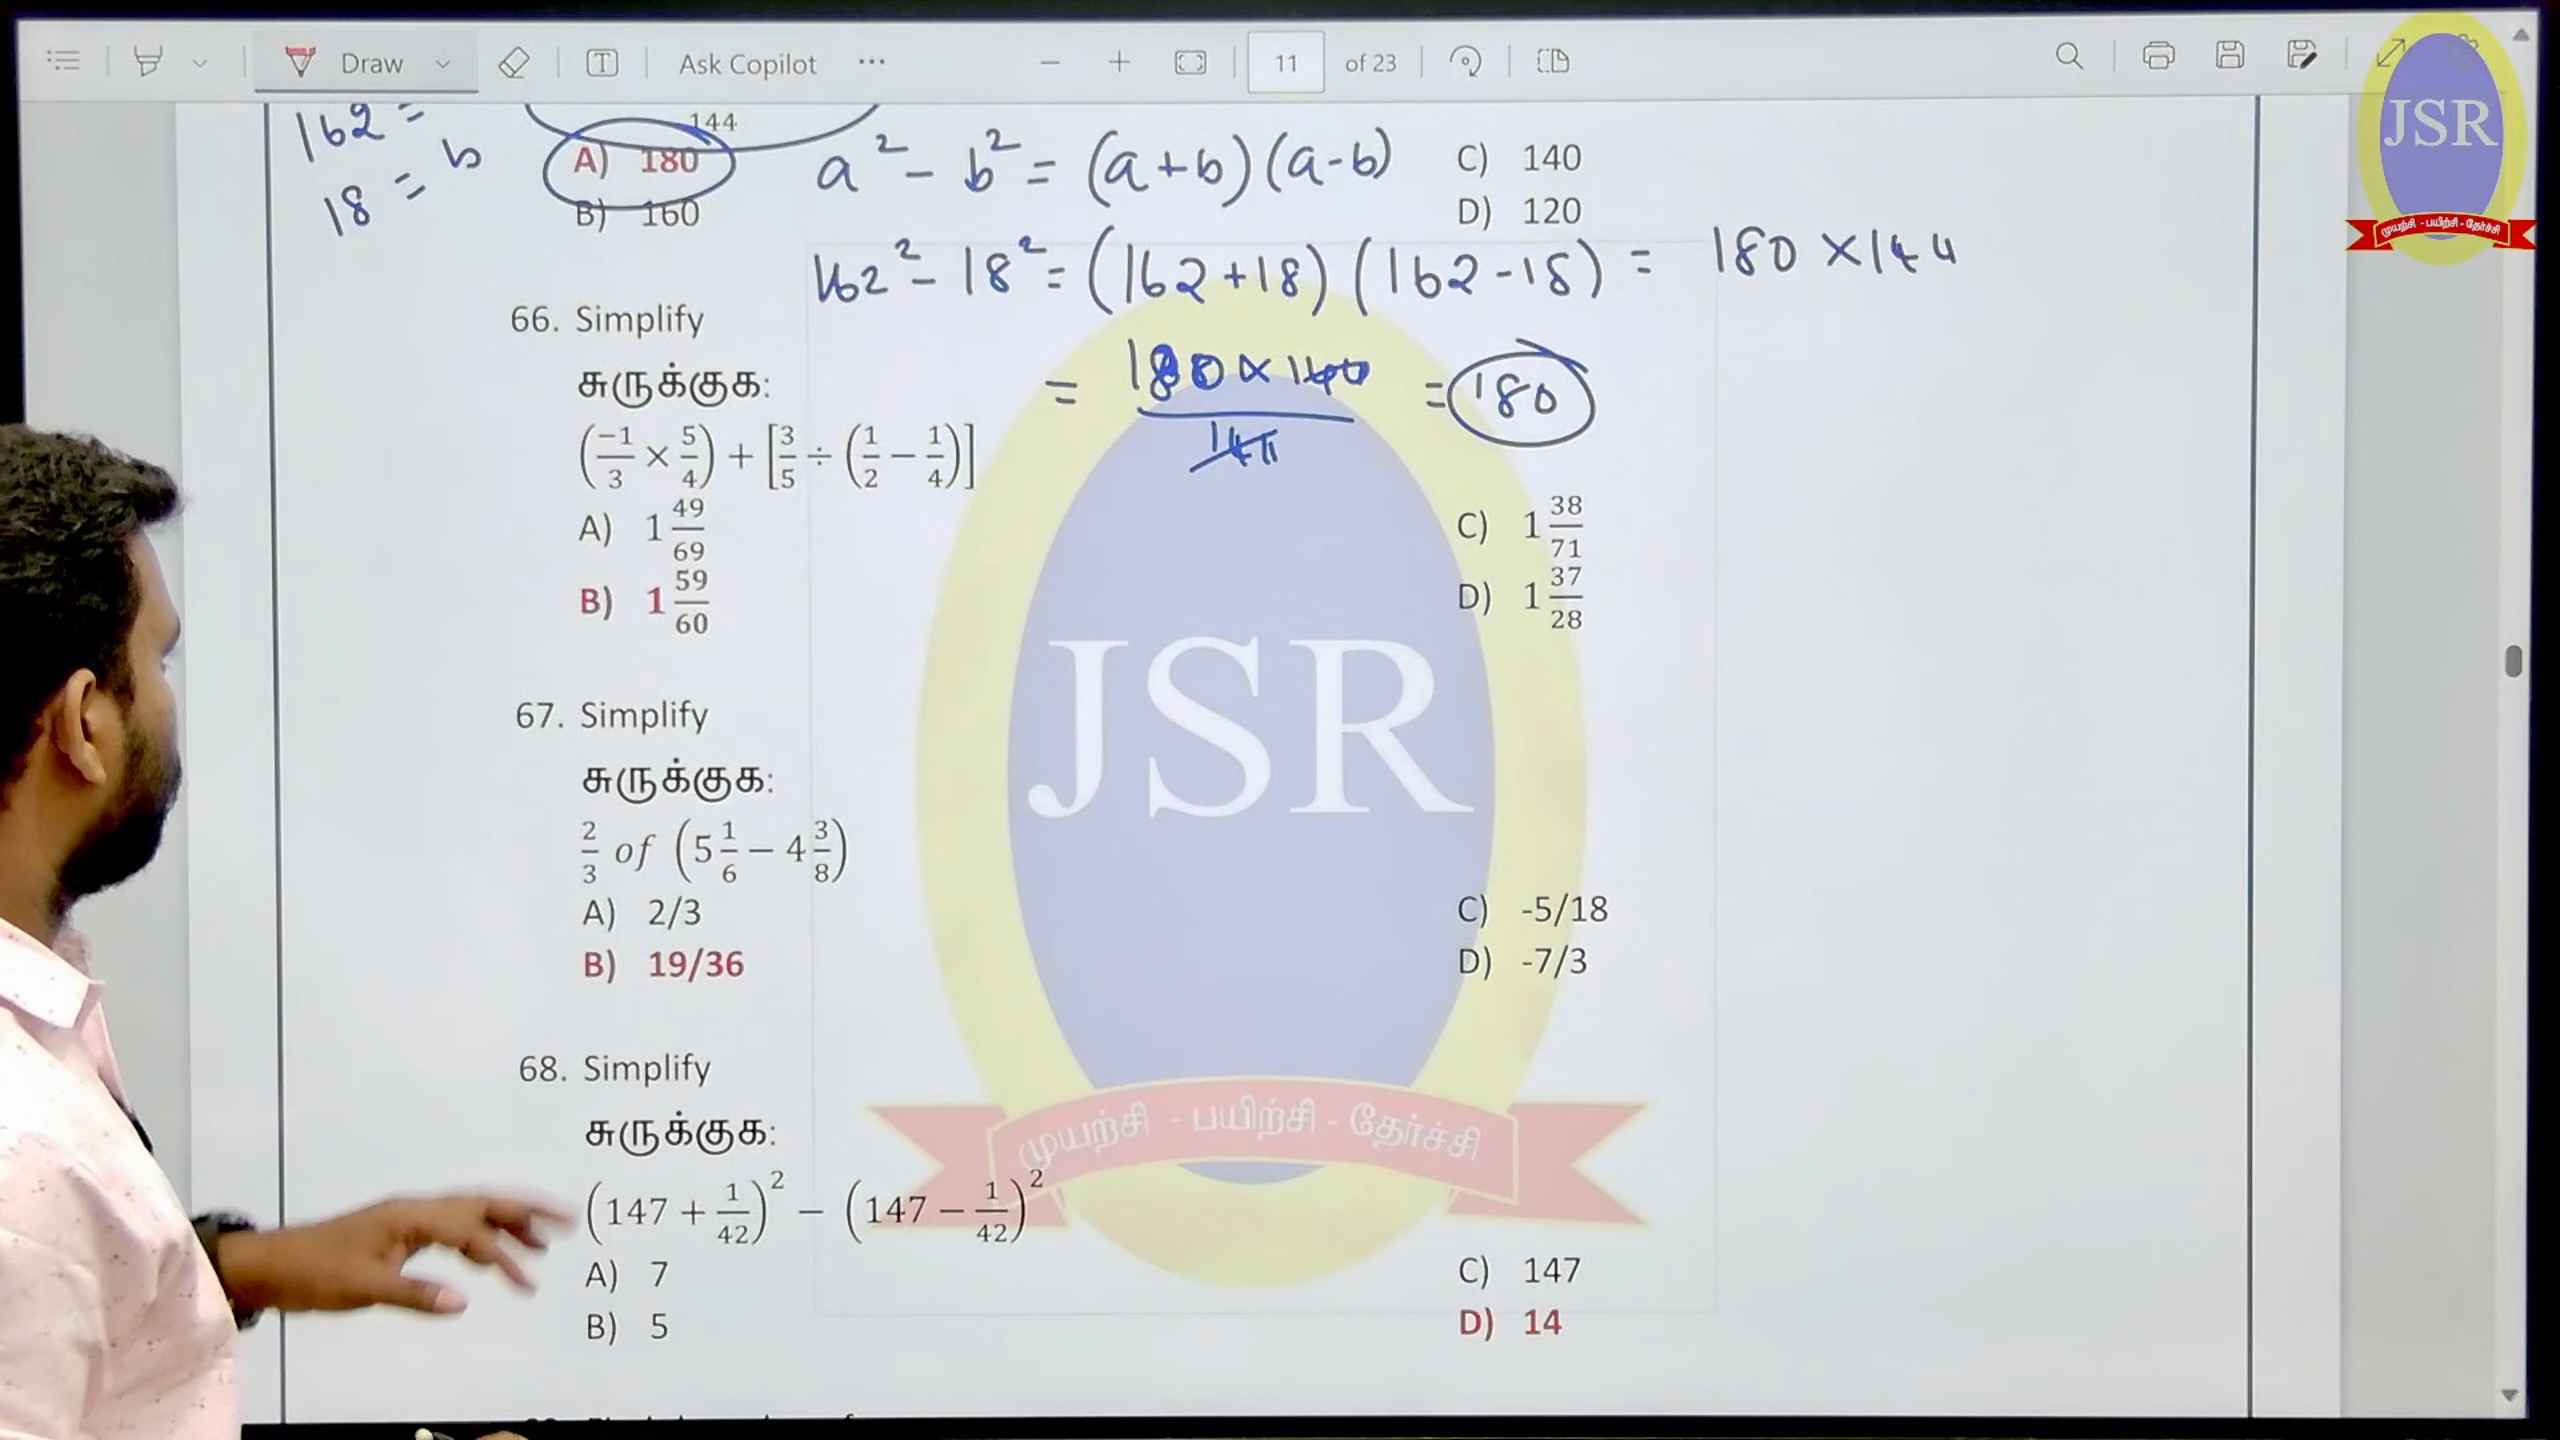 Draw
Ask Copilot
11 of 23
JSR
முயற்சி - பயிற்சி - தேர்ச்சி
162 =
18 = b
144
A) 180
B) 160
C) 140
D) 120
a² - b² = (a+b)(a-b)
162² - 18² = (162+18)(162-18) = 180 × 144
= 180 × 144 / 144 = 180
66. Simplify
சுருக்குக:
(-1/3 × 5/4) + [3/5 ÷ (1/2 − 1/4)]
A) 1 49/69
B) 1 59/60
C) 1 38/71
D) 1 37/28
67. Simplify
சுருக்குக:
2/3 of (5 1/6 − 4 3/8)
A) 2/3
B) 19/36
C) -5/18
D) -7/3
68. Simplify
சுருக்குக:
(147 + 1/42)² − (147 − 1/42)²
A) 7
B) 5
C) 147
D) 14
JSR
முயற்சி - பயிற்சி - தேர்ச்சி